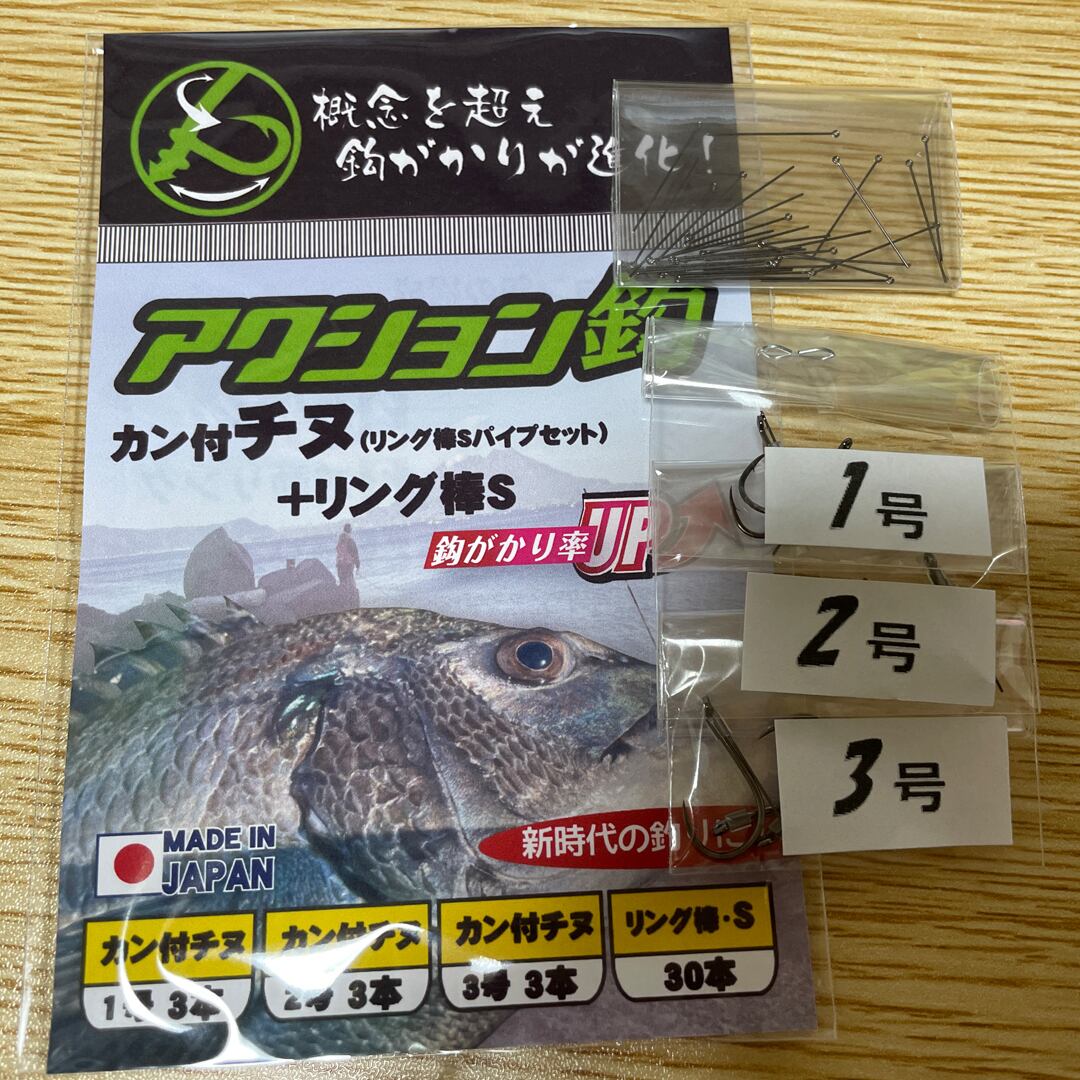 概念を超え
鈎がかりが進化！
アクション鈎
カン付チヌ(リング棒Sパイプセット)
+リング棒S
鈎がかり率UP
1号
2号
3号
MADE IN
JAPAN
新時代の釣りに
カン付チヌ
1号 3本
カン付チヌ
2号 3本
カン付チヌ
3号 3本
リング棒・S
30本